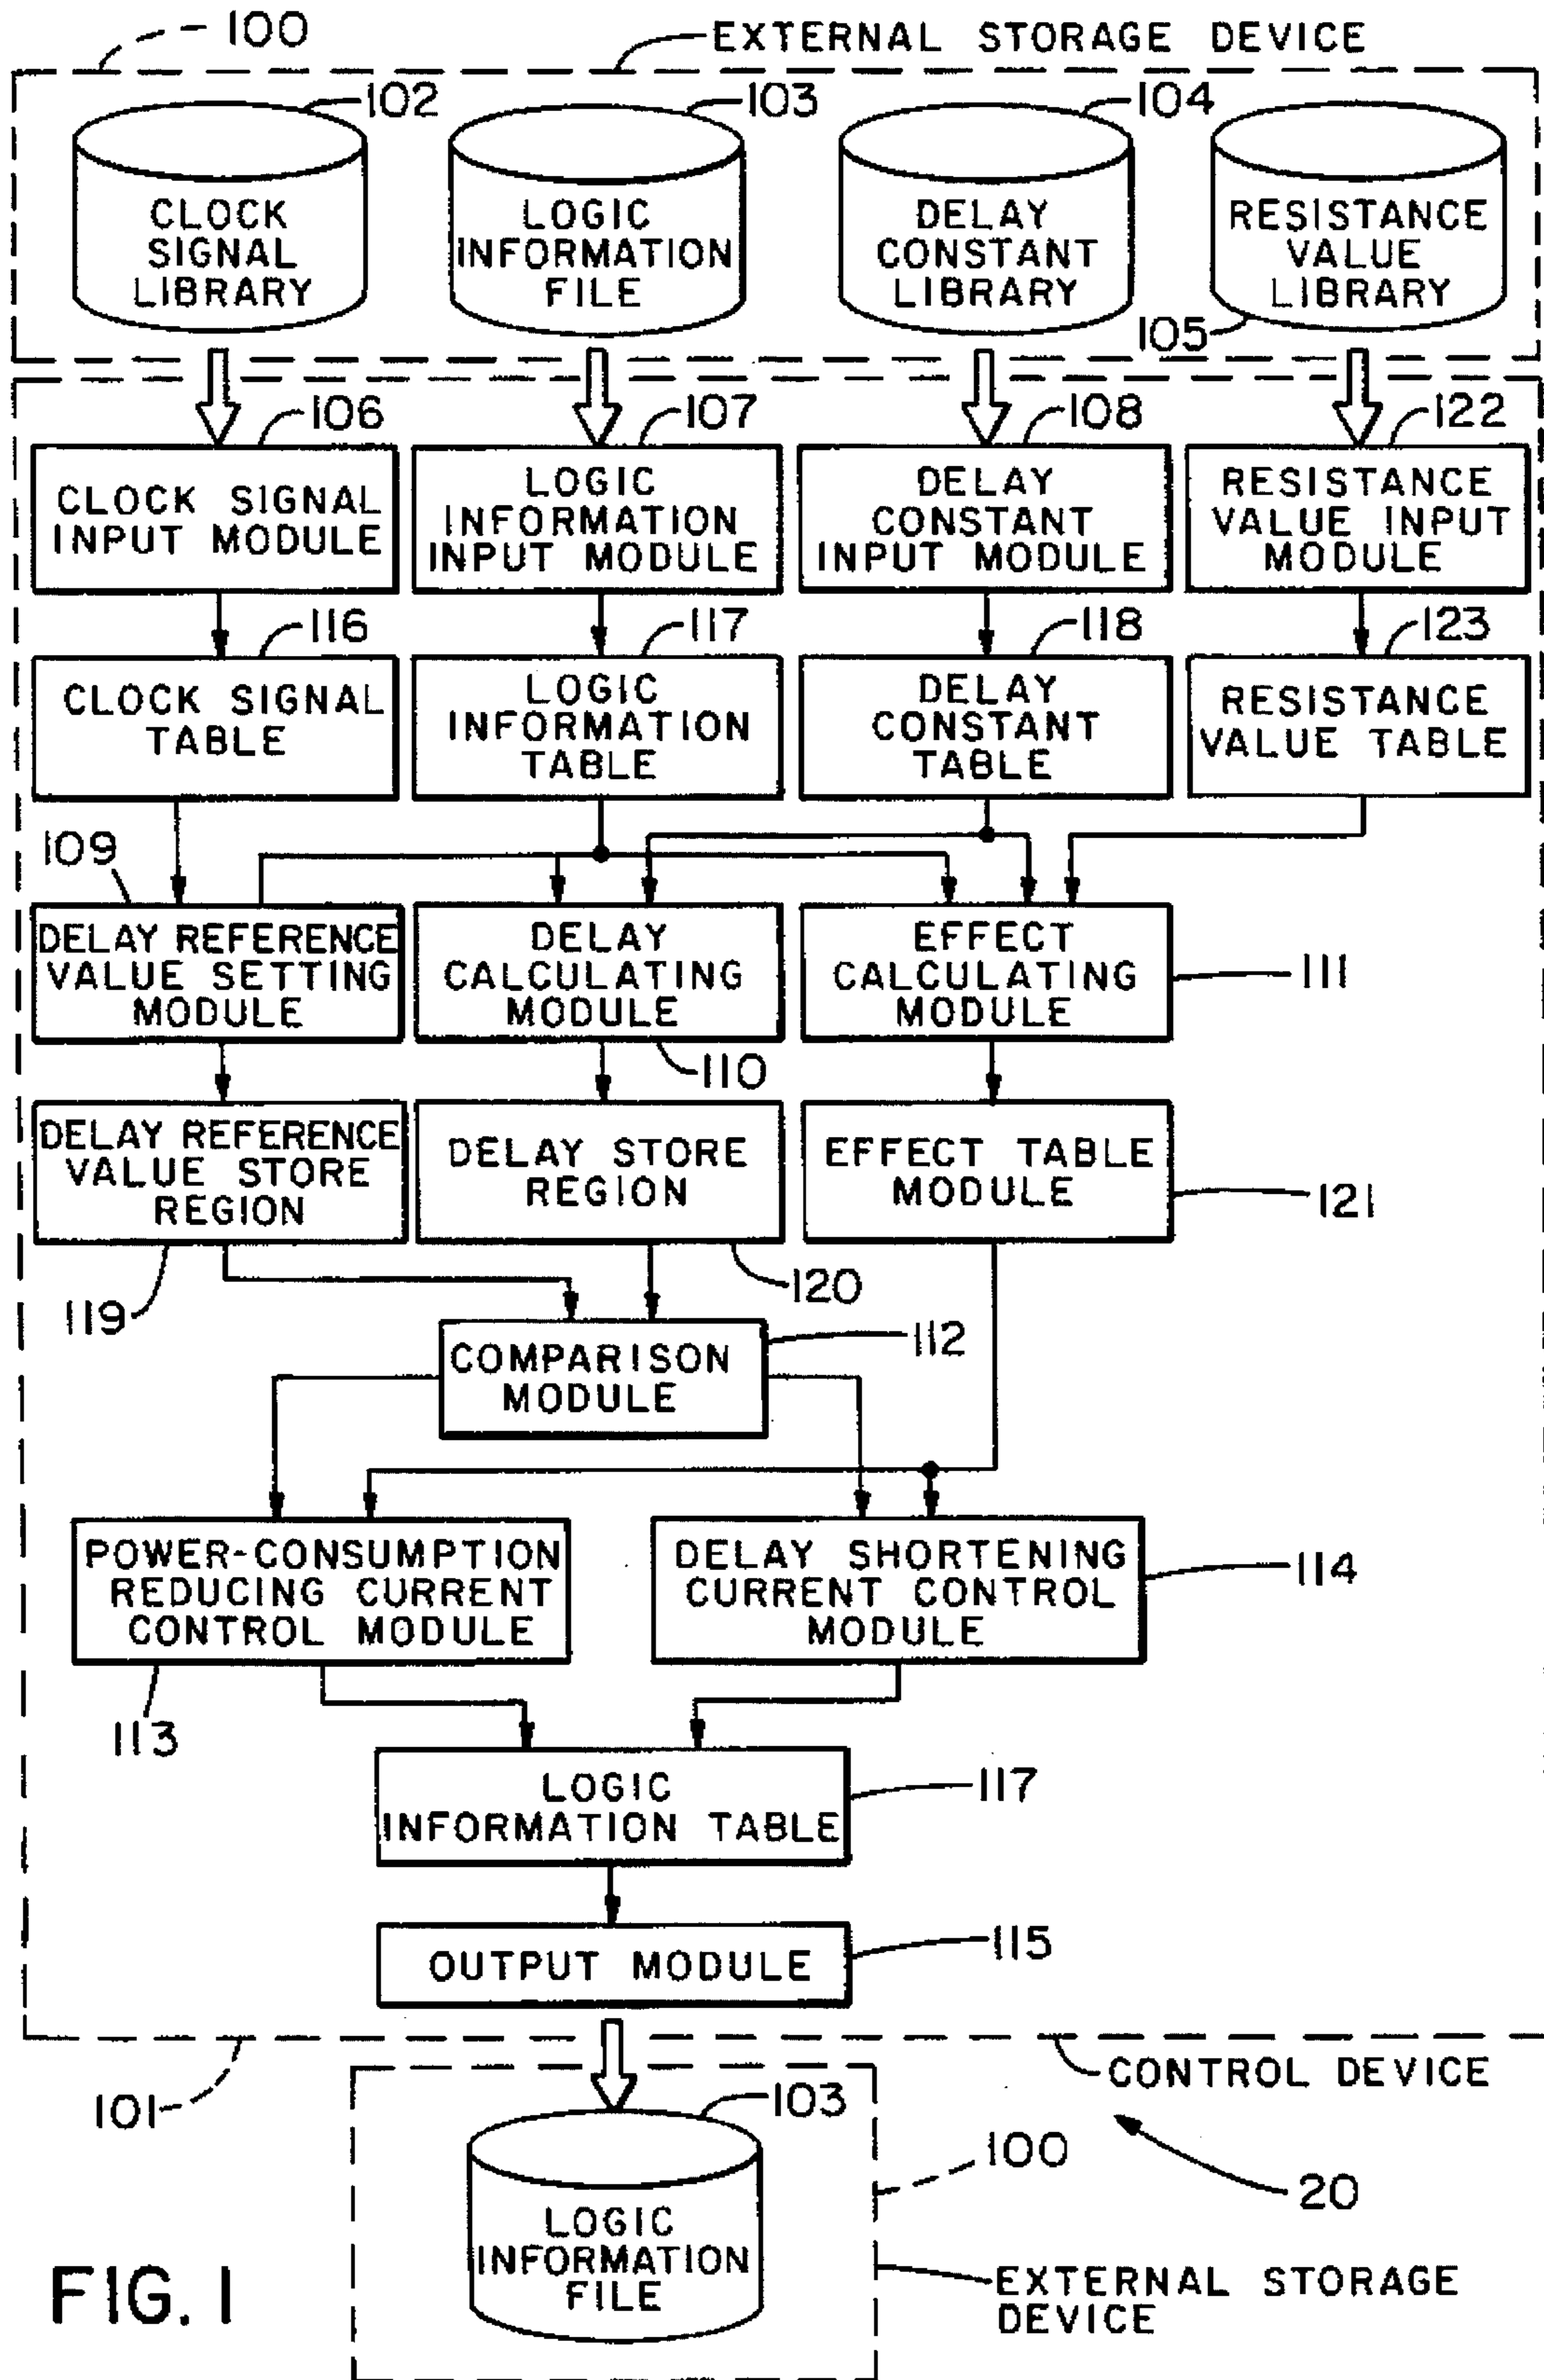 100
EXTERNAL STORAGE DEVICE
102
103
104
CLOCK
SIGNAL
LIBRARY
LOGIC
INFORMATION
FILE
DELAY
CONSTANT
LIBRARY
RESISTANCE
VALUE
LIBRARY
105
106
107
108
122
CLOCK SIGNAL
INPUT MODULE
LOGIC
INFORMATION
INPUT MODULE
DELAY
CONSTANT
INPUT MODULE
RESISTANCE
VALUE INPUT
MODULE
116
117
118
123
CLOCK SIGNAL
TABLE
LOGIC
INFORMATION
TABLE
DELAY
CONSTANT
TABLE
RESISTANCE
VALUE TABLE
109
DELAY REFERENCE
VALUE SETTING
MODULE
DELAY
CALCULATING
MODULE
EFFECT
CALCULATING
MODULE
111
110
DELAY REFERENCE
VALUE STORE
REGION
DELAY STORE
REGION
EFFECT TABLE
MODULE
121
119
120
COMPARISON
MODULE
112
POWER-CONSUMPTION
REDUCING CURRENT
CONTROL MODULE
DELAY SHORTENING
CURRENT CONTROL
MODULE
114
113
LOGIC
INFORMATION TABLE
117
OUTPUT MODULE
115
101
CONTROL DEVICE
103
100
20
LOGIC
INFORMATION
FILE
EXTERNAL STORAGE
DEVICE
FIG. 1